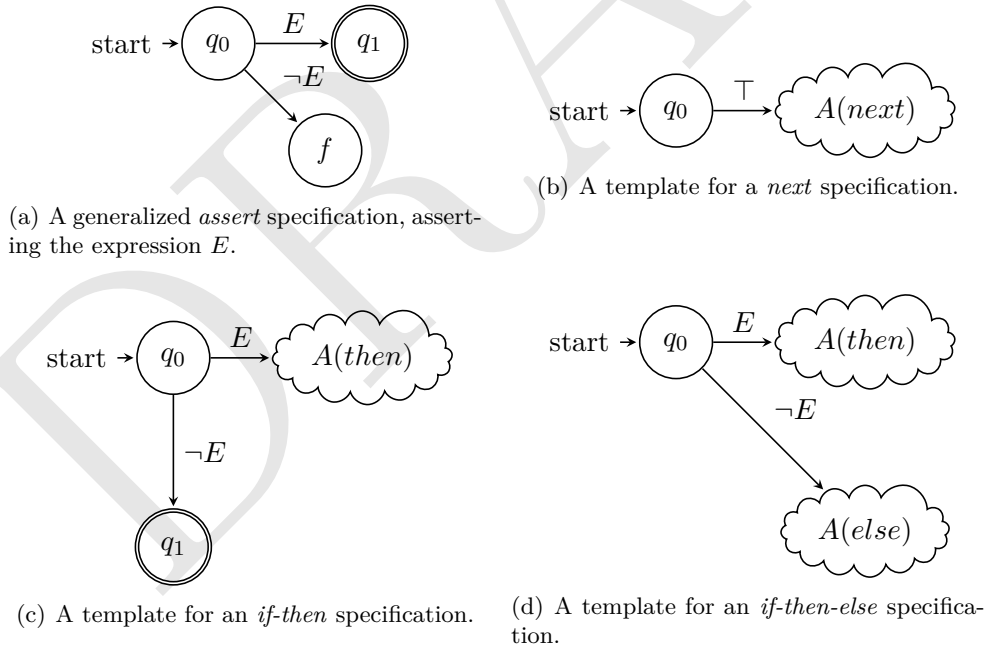 start
q0
E
q1
¬E
f
(a) A generalized assert specification, assert-
ing the expression E.
start
q0
⊤
A(next)
(b) A template for a next specification.
start
q0
E
A(then)
¬E
q1
(c) A template for an if-then specification.
start
q0
E
A(then)
¬E
A(else)
(d) A template for an if-then-else specifica-
tion.
DRA